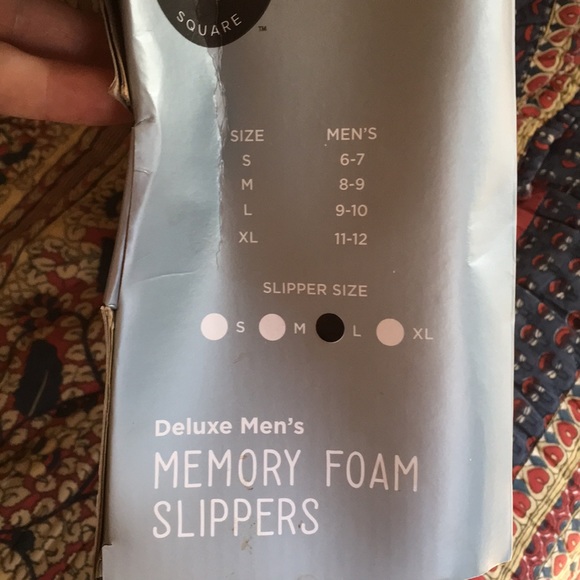 SQUARE™
SIZE MEN'S
S 6-7
M 8-9
L 9-10
XL 11-12
SLIPPER SIZE
S M L XL
Deluxe Men's
MEMORY FOAM
SLIPPERS